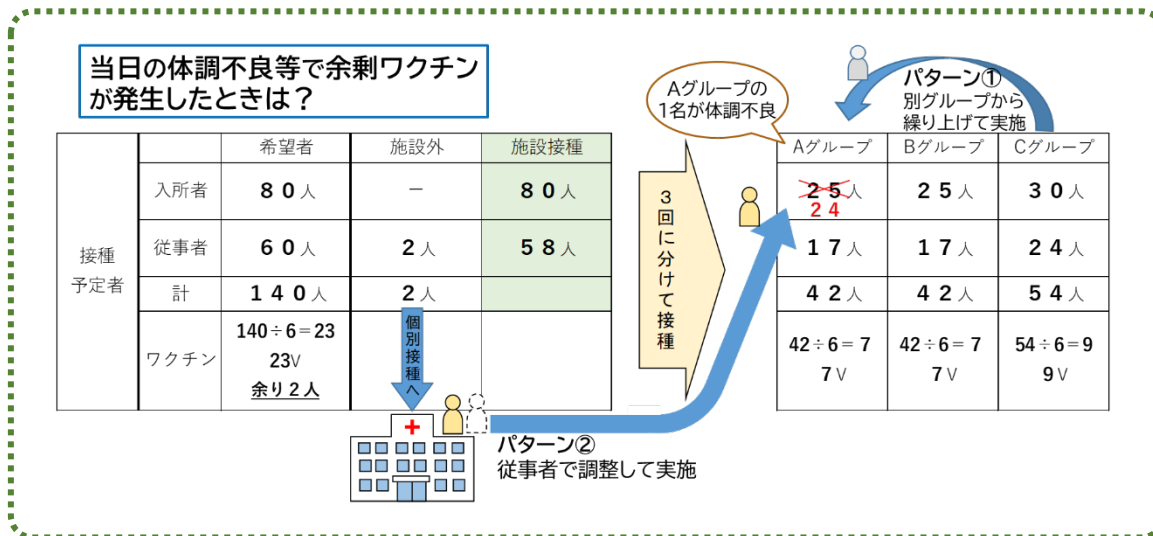 当日の体調不良等で余剰ワクチン
が発生したときは？
Aグループの
1名が体調不良
パターン①
別グループから
繰り上げて実施
希望者 施設外 施設接種
接種
予定者
入所者 80人 － 80人
従事者 60人 2人 58人
計 140人 2人
ワクチン
140÷6＝23
23V
余り2人
個別接種へ
3回に分けて接種
Aグループ Bグループ Cグループ
25人 25人 30人
24
17人 17人 24人
42人 42人 54人
42÷6＝7 42÷6＝7 54÷6＝9
7V 7V 9V
パターン②
従事者で調整して実施